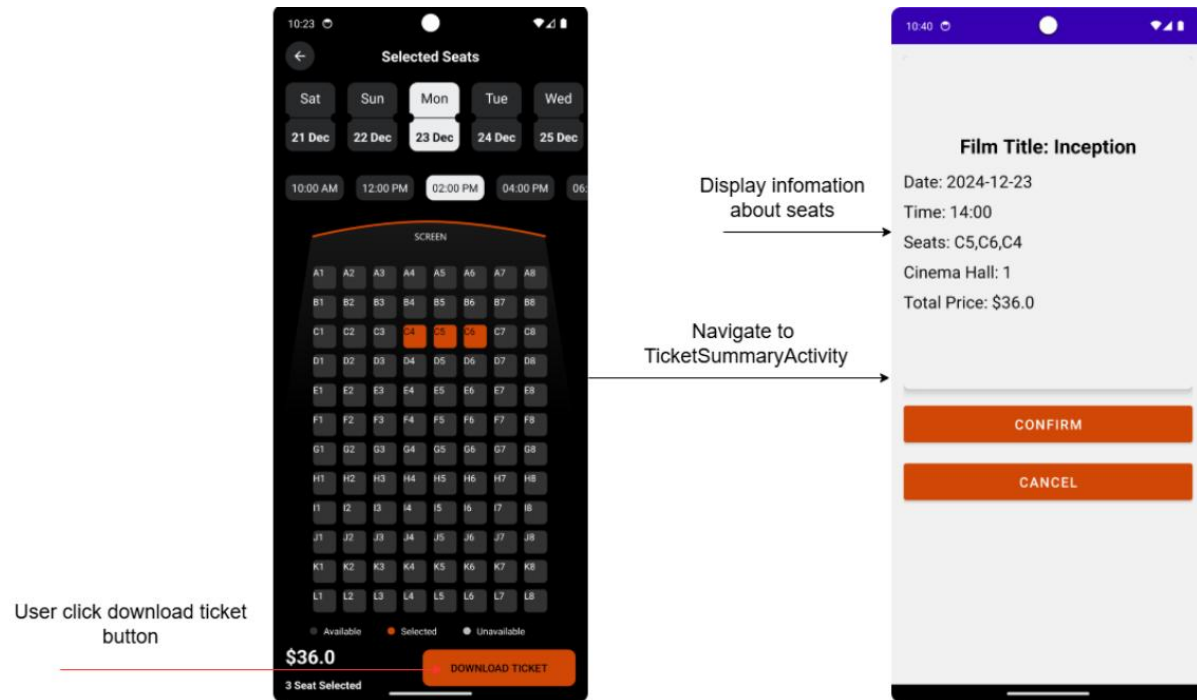 10:23
Selected Seats
Sat Sun Mon Tue Wed
21 Dec 22 Dec 23 Dec 24 Dec 25 Dec
10:00 AM 12:00 PM 02:00 PM 04:00 PM 06:
SCREEN
A1 A2 A3 A4 A5 A6 A7 A8
B1 B2 B3 B4 B5 B6 B7 B8
C1 C2 C3 C4 C5 C6 C7 C8
D1 D2 D3 D4 D5 D6 D7 D8
E1 E2 E3 E4 E5 E6 E7 E8
F1 F2 F3 F4 F5 F6 F7 F8
G1 G2 G3 G4 G5 G6 G7 G8
H1 H2 H3 H4 H5 H6 H7 H8
I1 I2 I3 I4 I5 I6 I7 I8
J1 J2 J3 J4 J5 J6 J7 J8
K1 K2 K3 K4 K5 K6 K7 K8
L1 L2 L3 L4 L5 L6 L7 L8
Available Selected Unavailable
$36.0
3 Seat Selected
DOWNLOAD TICKET
User click download ticket
button
Display infomation
about seats
Navigate to
TicketSummaryActivity
10:40
Film Title: Inception
Date: 2024-12-23
Time: 14:00
Seats: C5,C6,C4
Cinema Hall: 1
Total Price: $36.0
CONFIRM
CANCEL